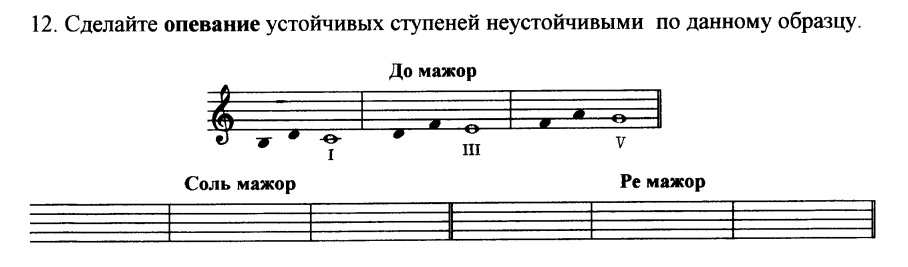 12. Сделайте опевание устойчивых ступеней неустойчивыми по данному образцу.
До мажор
I III V
Соль мажор Ре мажор